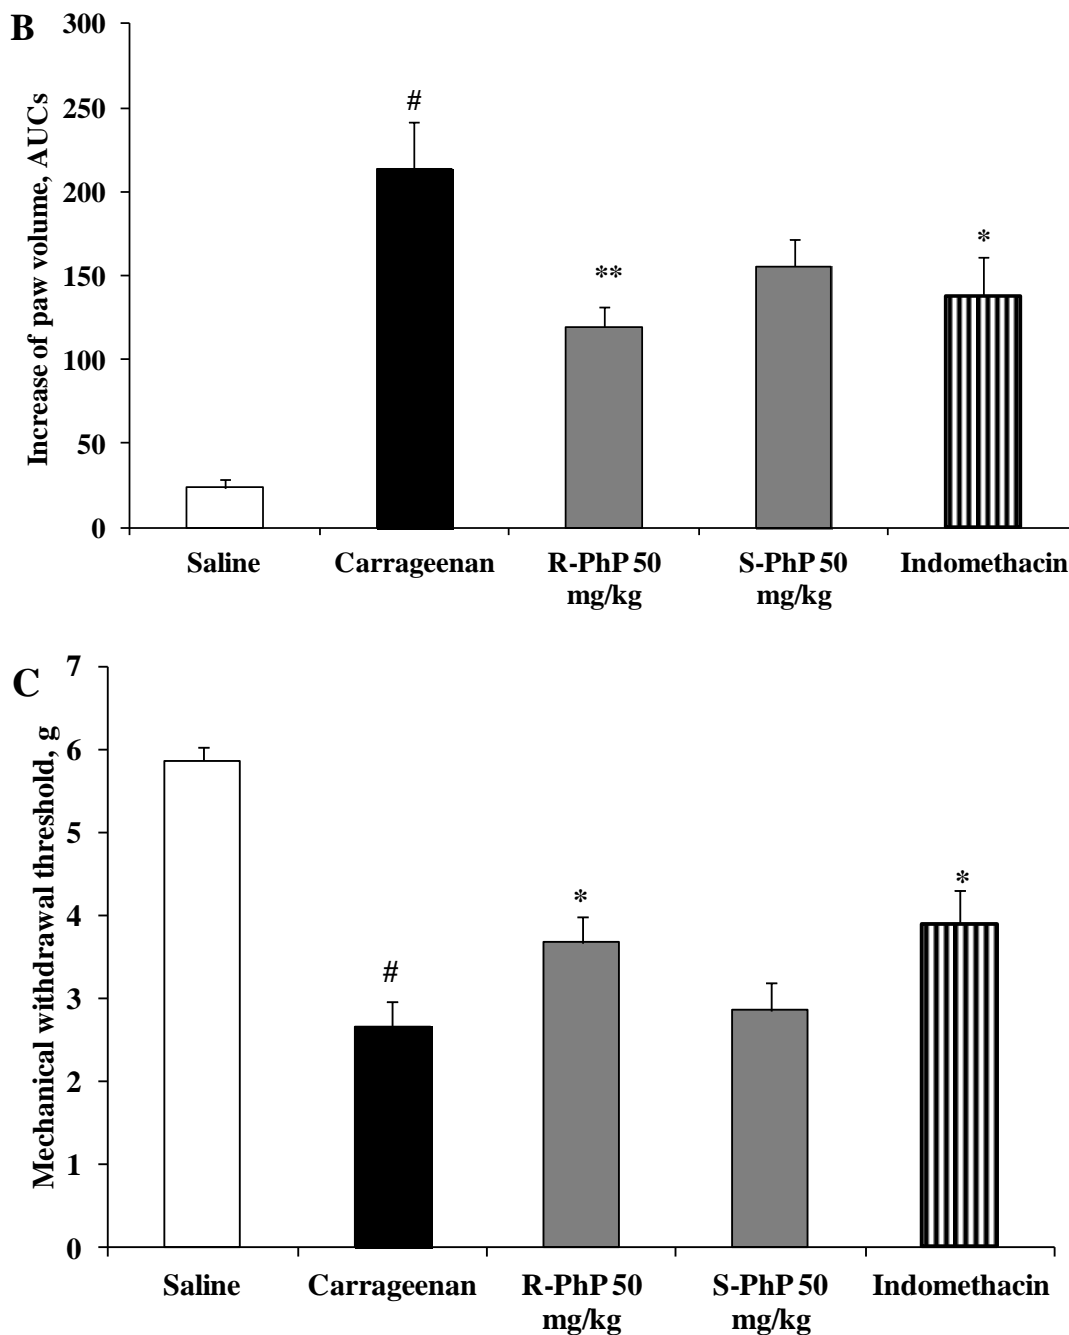 B
Increase of paw volume, AUCs
300
250
200
150
100
50
0
#
**
*
Saline
Carrageenan
R-PhP 50
mg/kg
S-PhP 50
mg/kg
Indomethacin
C
Mechanical withdrawal threshold, g
7
6
5
4
3
2
1
0
#
*
*
Saline
Carrageenan
R-PhP 50
mg/kg
S-PhP 50
mg/kg
Indomethacin